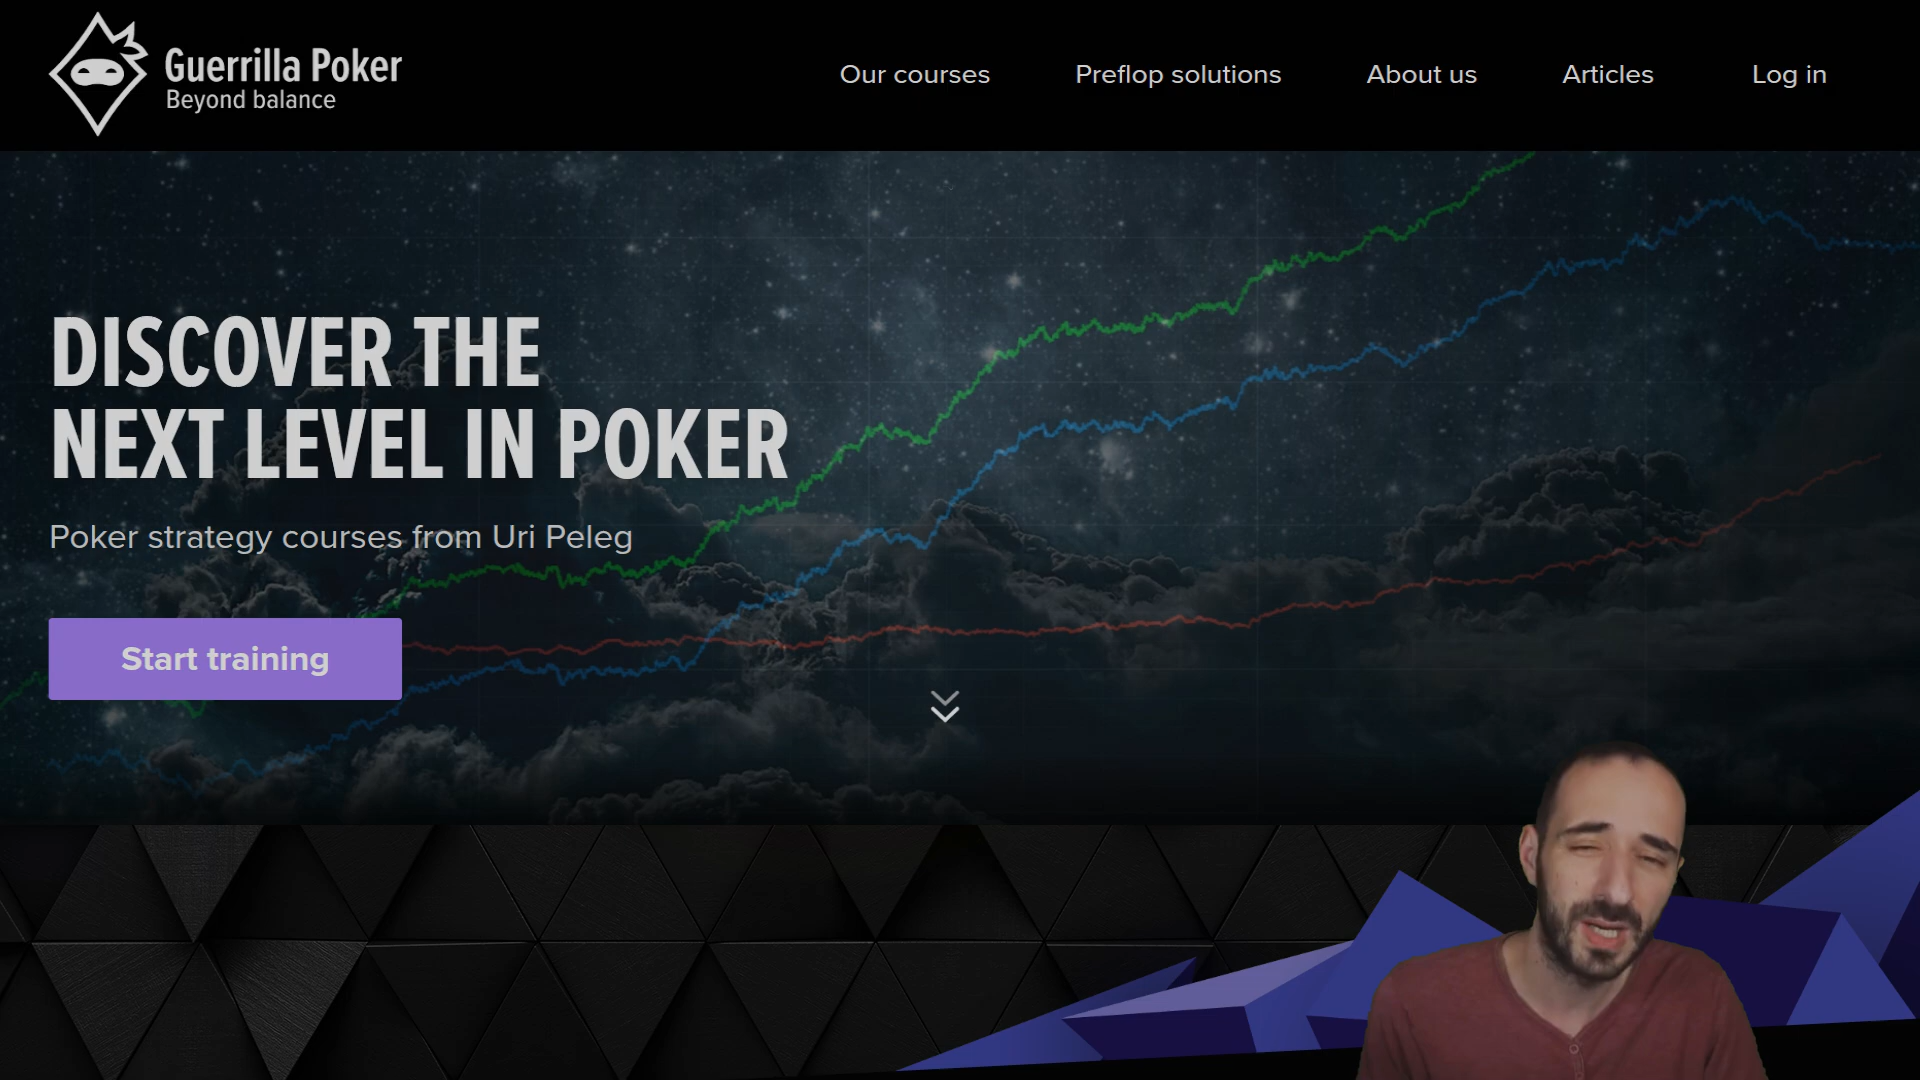 Guerrilla Poker
Beyond balance
Our courses
Preflop solutions
About us
Articles
Log in
DISCOVER THE
NEXT LEVEL IN POKER
Poker strategy courses from Uri Peleg
Start training